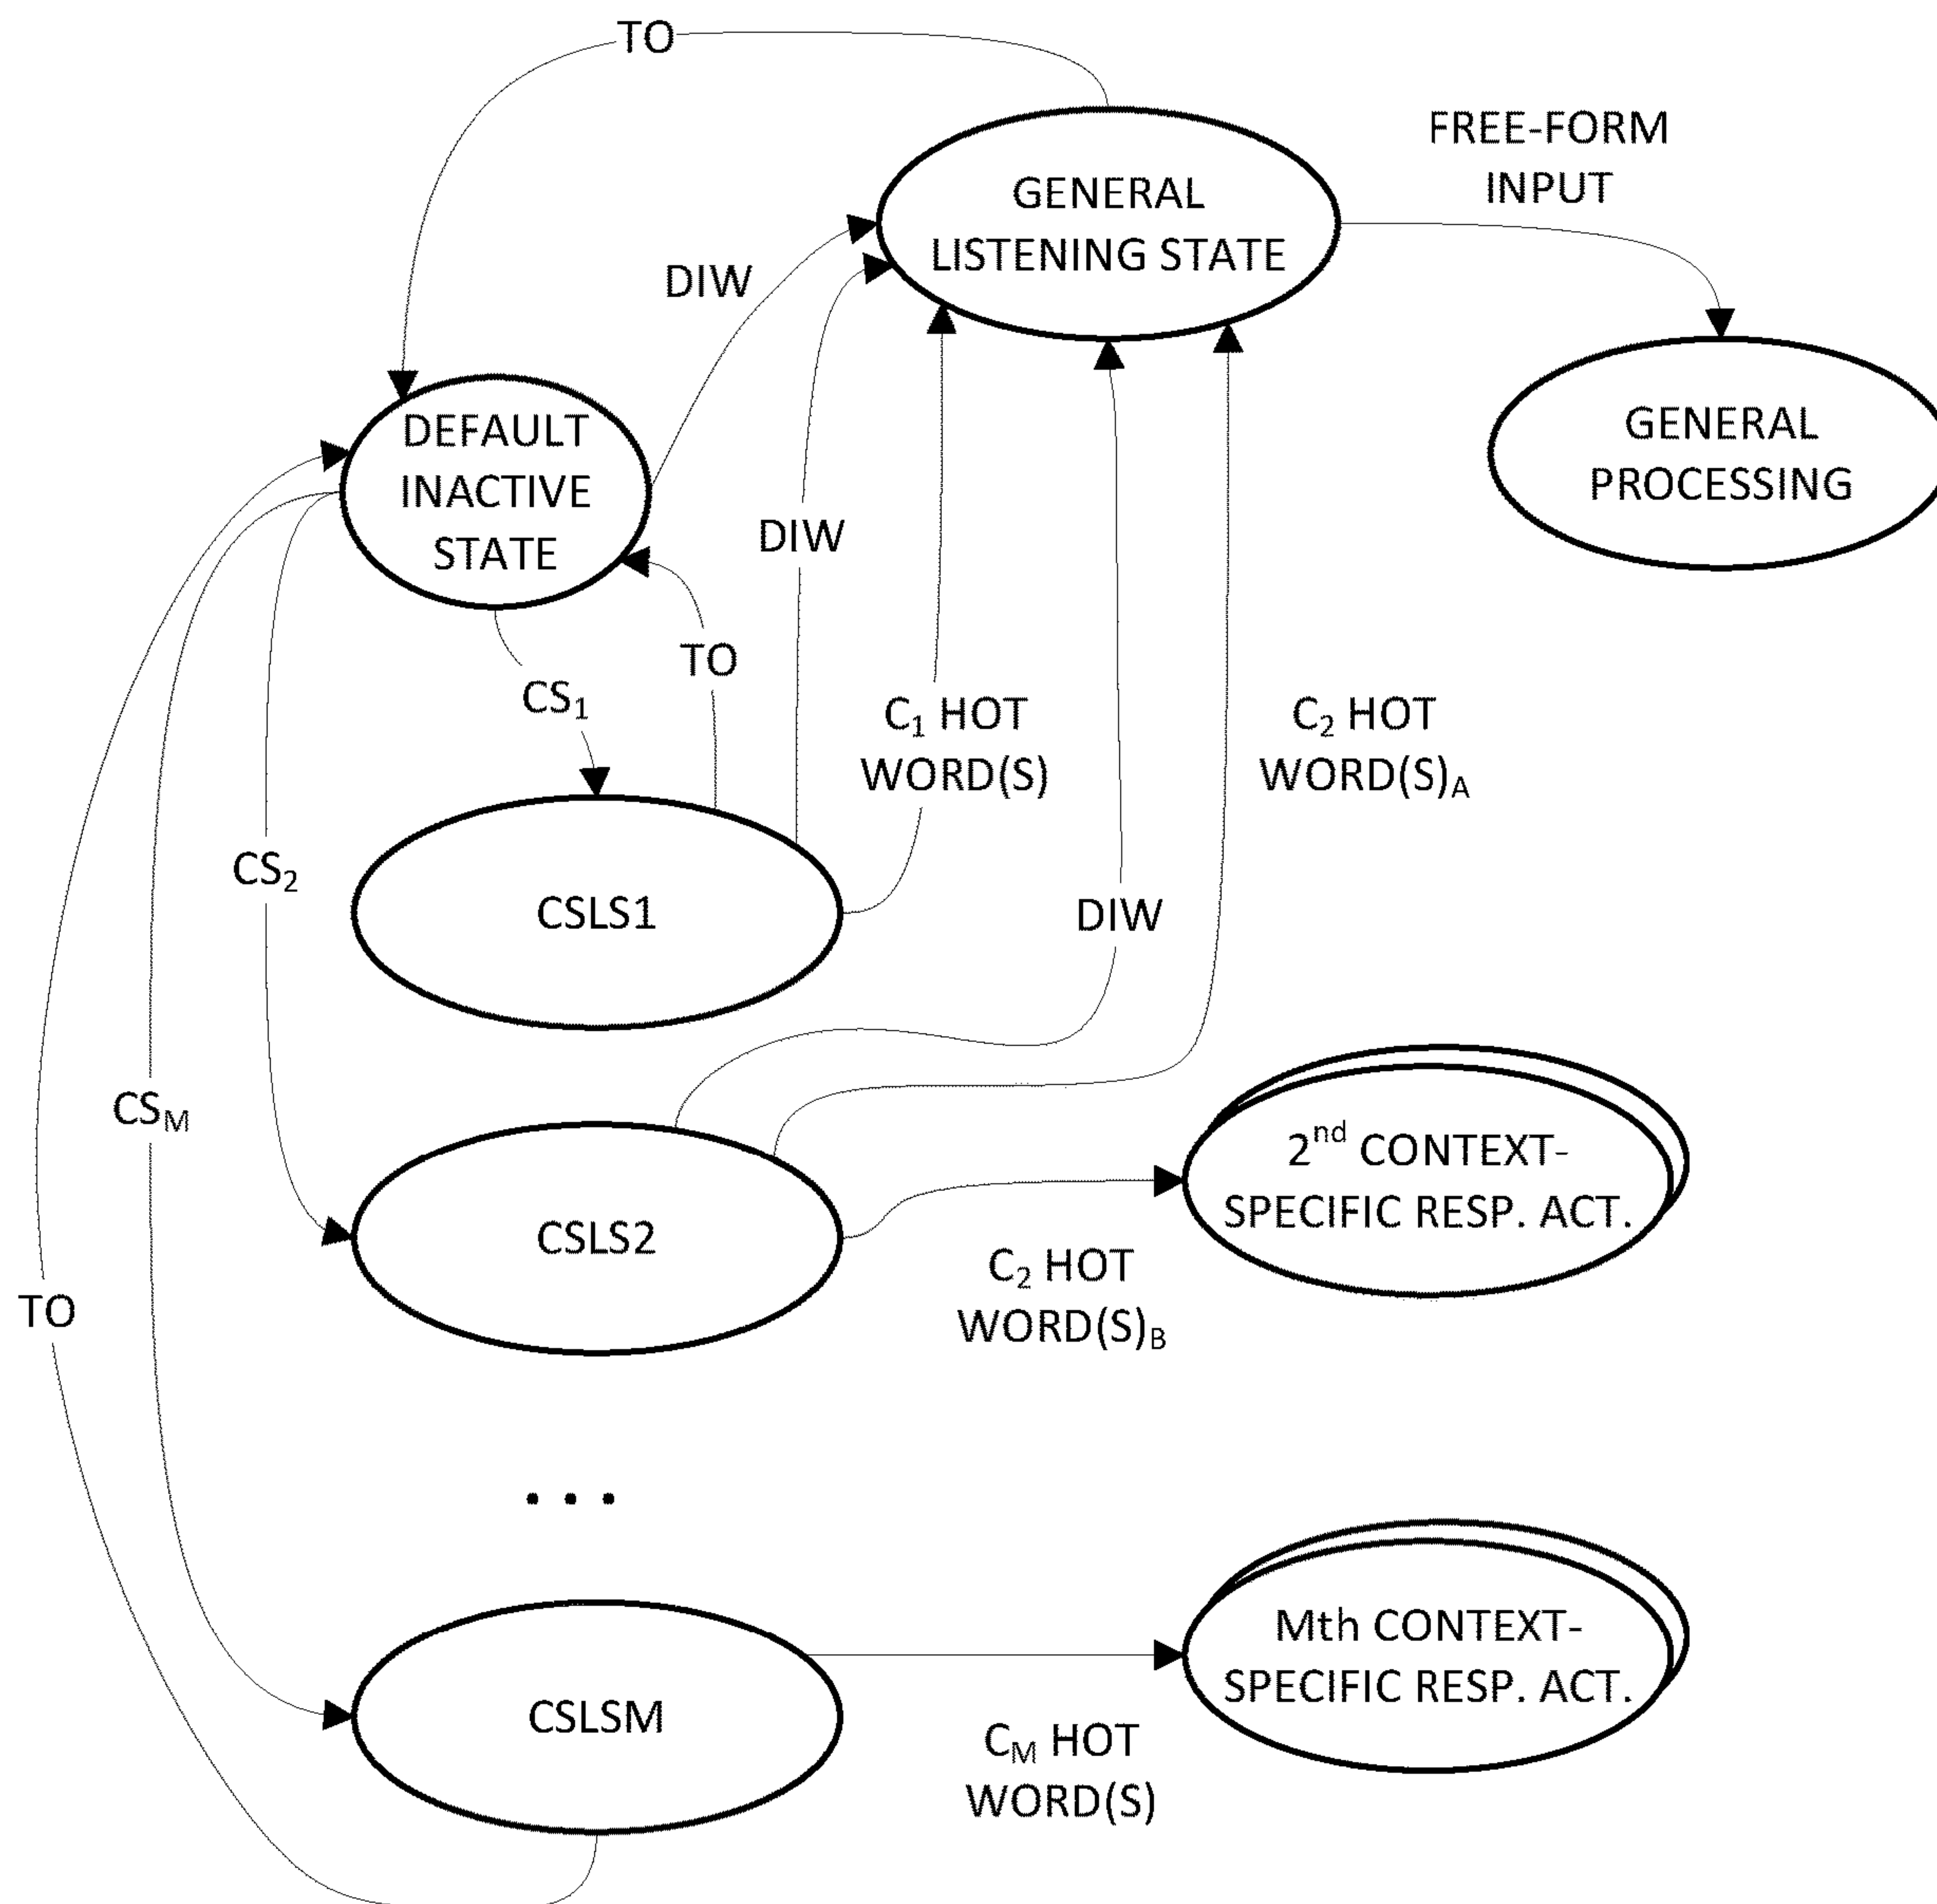 TO
FREE-FORM
INPUT
GENERAL
LISTENING STATE
DIW
DEFAULT
INACTIVE
STATE
GENERAL
PROCESSING
DIW
TO
CS₁
C₁ HOT
WORD(S)
C₂ HOT
WORD(S)A
CS₂
CSLS1
DIW
CSM
2ⁿᵈ CONTEXT-
SPECIFIC RESP. ACT.
CSLS2
C₂ HOT
WORD(S)B
TO
...
Mth CONTEXT-
SPECIFIC RESP. ACT.
CSLSM
CM HOT
WORD(S)